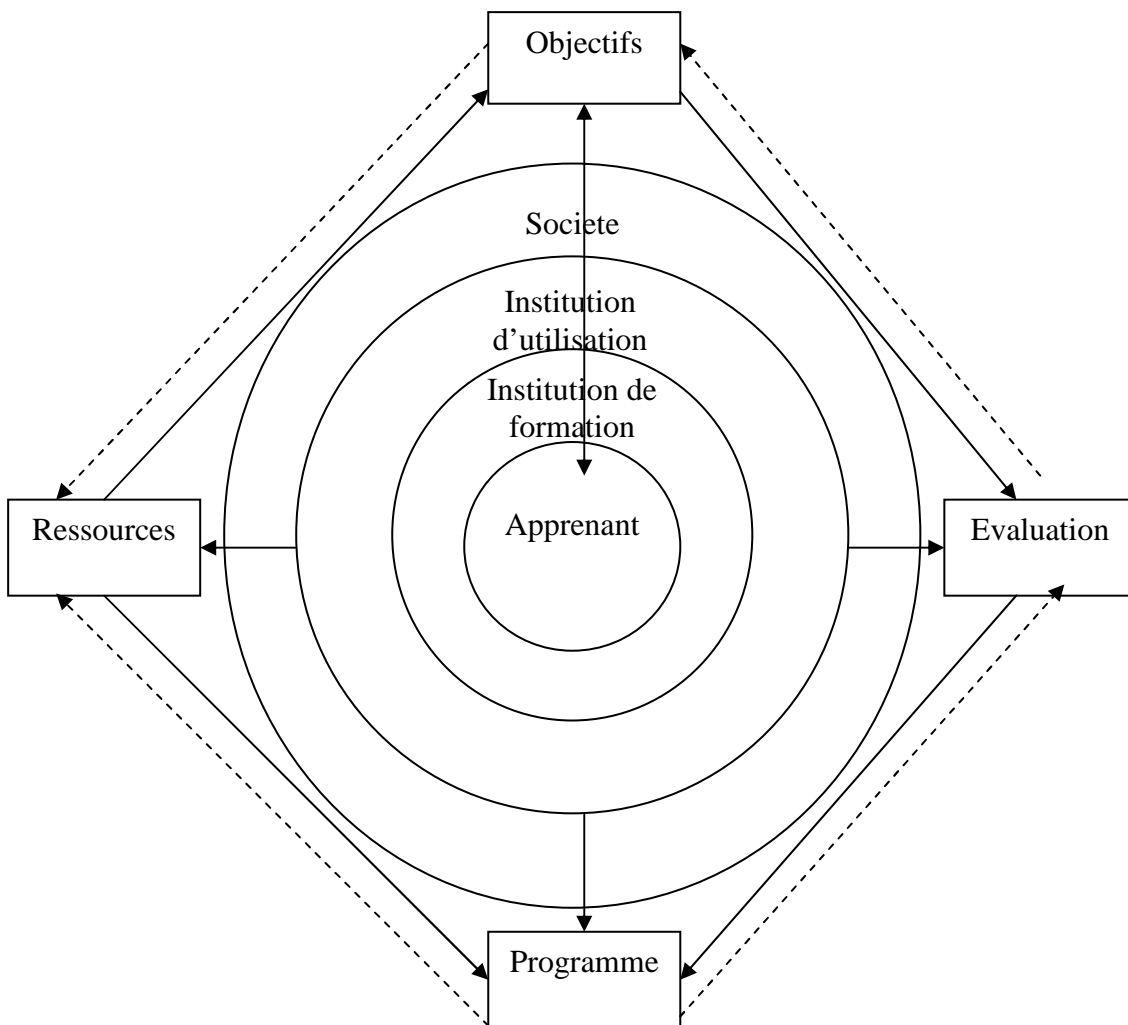 Objectifs
Societe
Institution
d’utilisation
Institution de
formation
Apprenant
Ressources
Evaluation
Programme